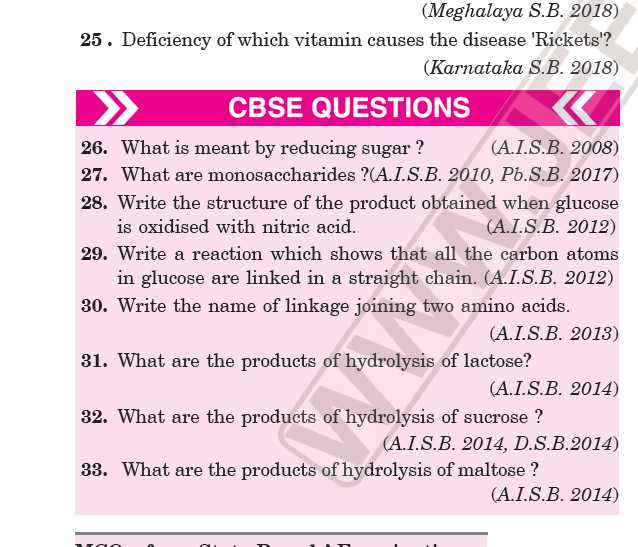 (Meghalaya S.B. 2018)
25 . Deficiency of which vitamin causes the disease 'Rickets'?
(Karnataka S.B. 2018)
CBSE QUESTIONS
26. What is meant by reducing sugar ? (A.I.S.B. 2008)
27. What are monosaccharides ?(A.I.S.B. 2010, Pb.S.B. 2017)
28. Write the structure of the product obtained when glucose
is oxidised with nitric acid. (A.I.S.B. 2012)
29. Write a reaction which shows that all the carbon atoms
in glucose are linked in a straight chain. (A.I.S.B. 2012)
30. Write the name of linkage joining two amino acids.
(A.I.S.B. 2013)
31. What are the products of hydrolysis of lactose?
(A.I.S.B. 2014)
32. What are the products of hydrolysis of sucrose ?
(A.I.S.B. 2014, D.S.B.2014)
33. What are the products of hydrolysis of maltose ?
(A.I.S.B. 2014)
WWW.JEE